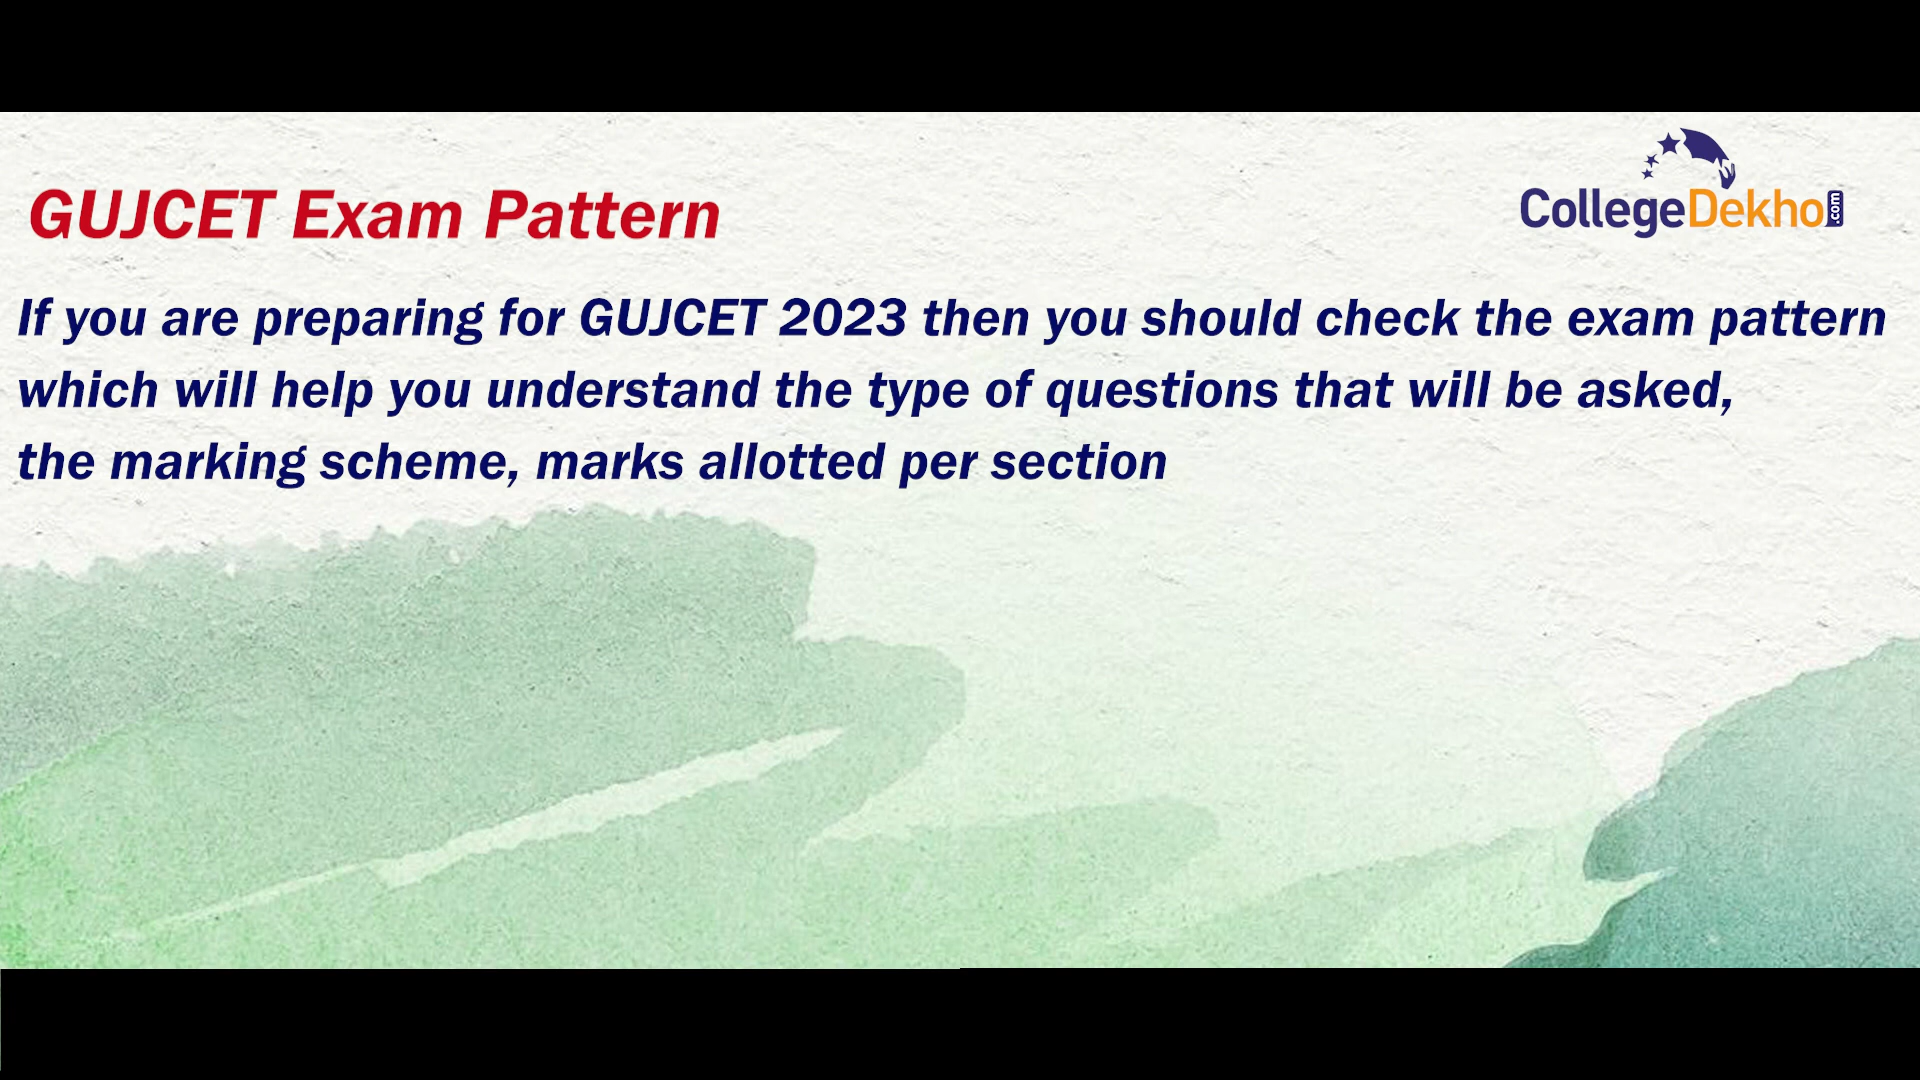 CollegeDekho.com
GUJCET Exam Pattern
If you are preparing for GUJCET 2023 then you should check the exam pattern
which will help you understand the type of questions that will be asked,
the marking scheme, marks allotted per section